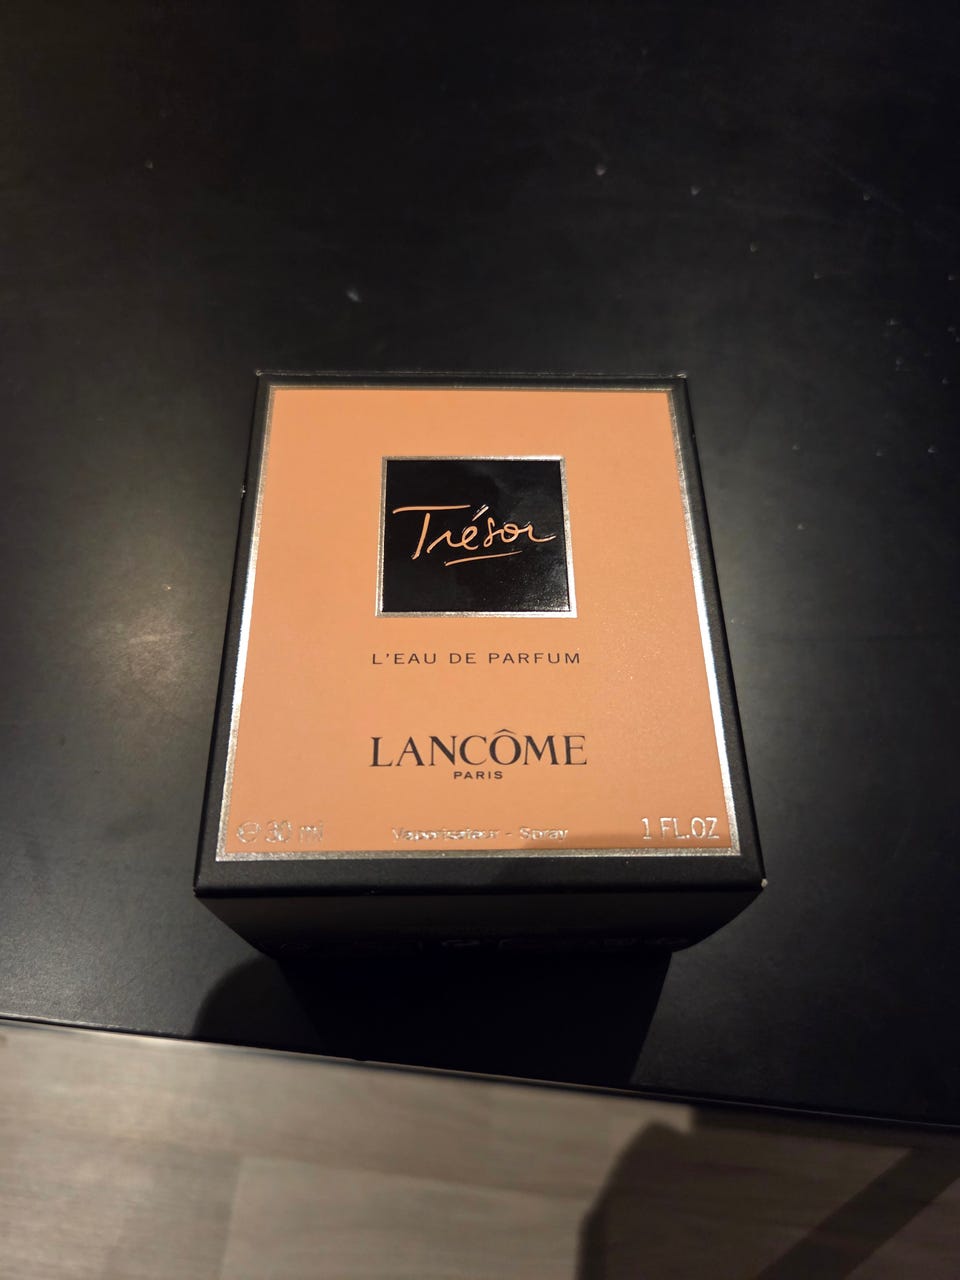 Trésor
L'EAU DE PARFUM
LANCÔME
PARIS
℮ 30 ml Vaporisateur - Spray 1 FL.OZ